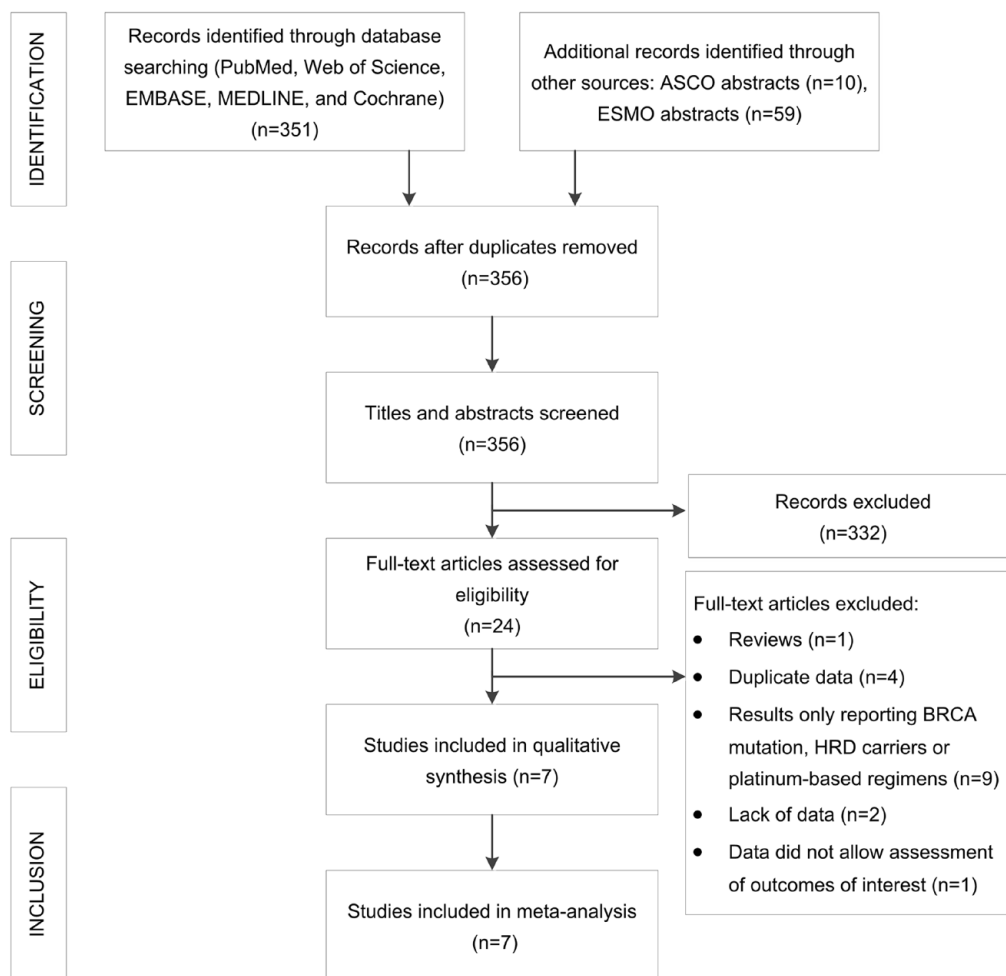 IDENTIFICATION
Records identified through database
searching (PubMed, Web of Science,
EMBASE, MEDLINE, and Cochrane)
(n=351)
Additional records identified through
other sources: ASCO abstracts (n=10),
ESMO abstracts (n=59)
Records after duplicates removed
(n=356)
SCREENING
Titles and abstracts screened
(n=356)
Records excluded
(n=332)
ELIGIBILITY
Full-text articles assessed for
eligibility
(n=24)
Full-text articles excluded:
● Reviews (n=1)
● Duplicate data (n=4)
● Results only reporting BRCA
mutation, HRD carriers or
platinum-based regimens (n=9)
● Lack of data (n=2)
● Data did not allow assessment
of outcomes of interest (n=1)
Studies included in qualitative
synthesis (n=7)
INCLUSION
Studies included in meta-analysis
(n=7)